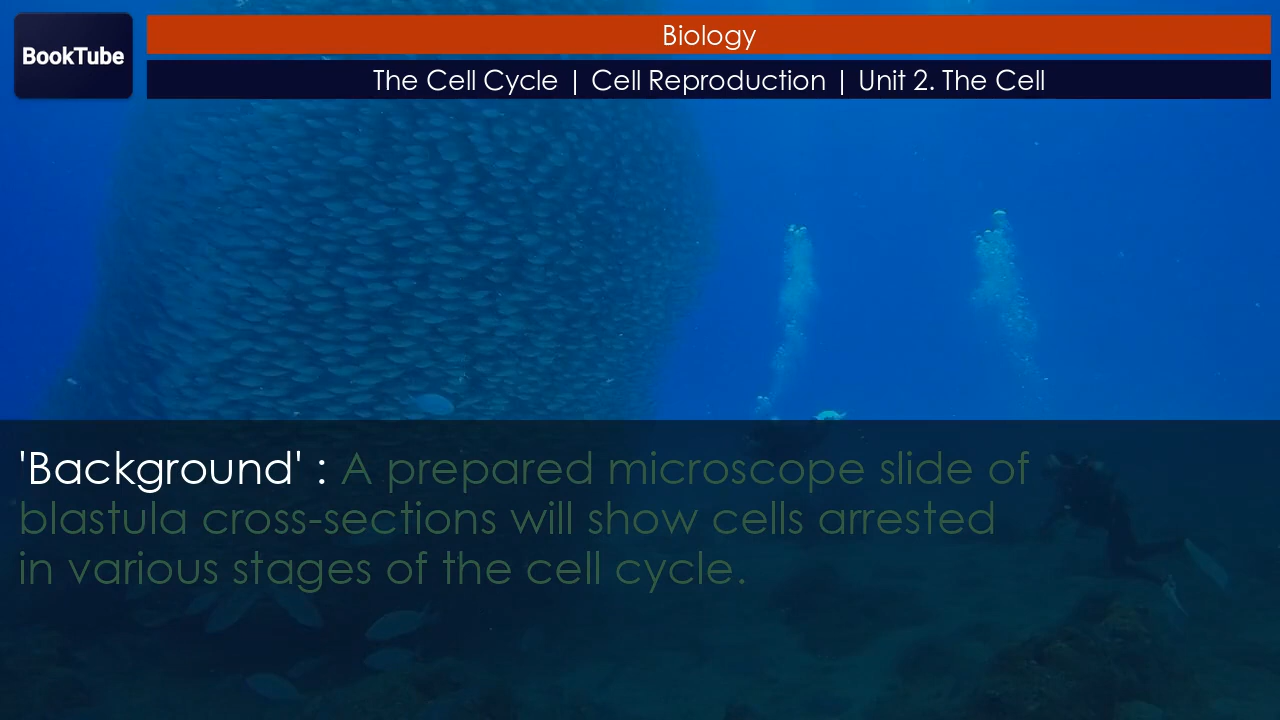 BookTube
Biology
The Cell Cycle | Cell Reproduction | Unit 2. The Cell
'Background' : A prepared microscope slide of
blastula cross-sections will show cells arrested
in various stages of the cell cycle.